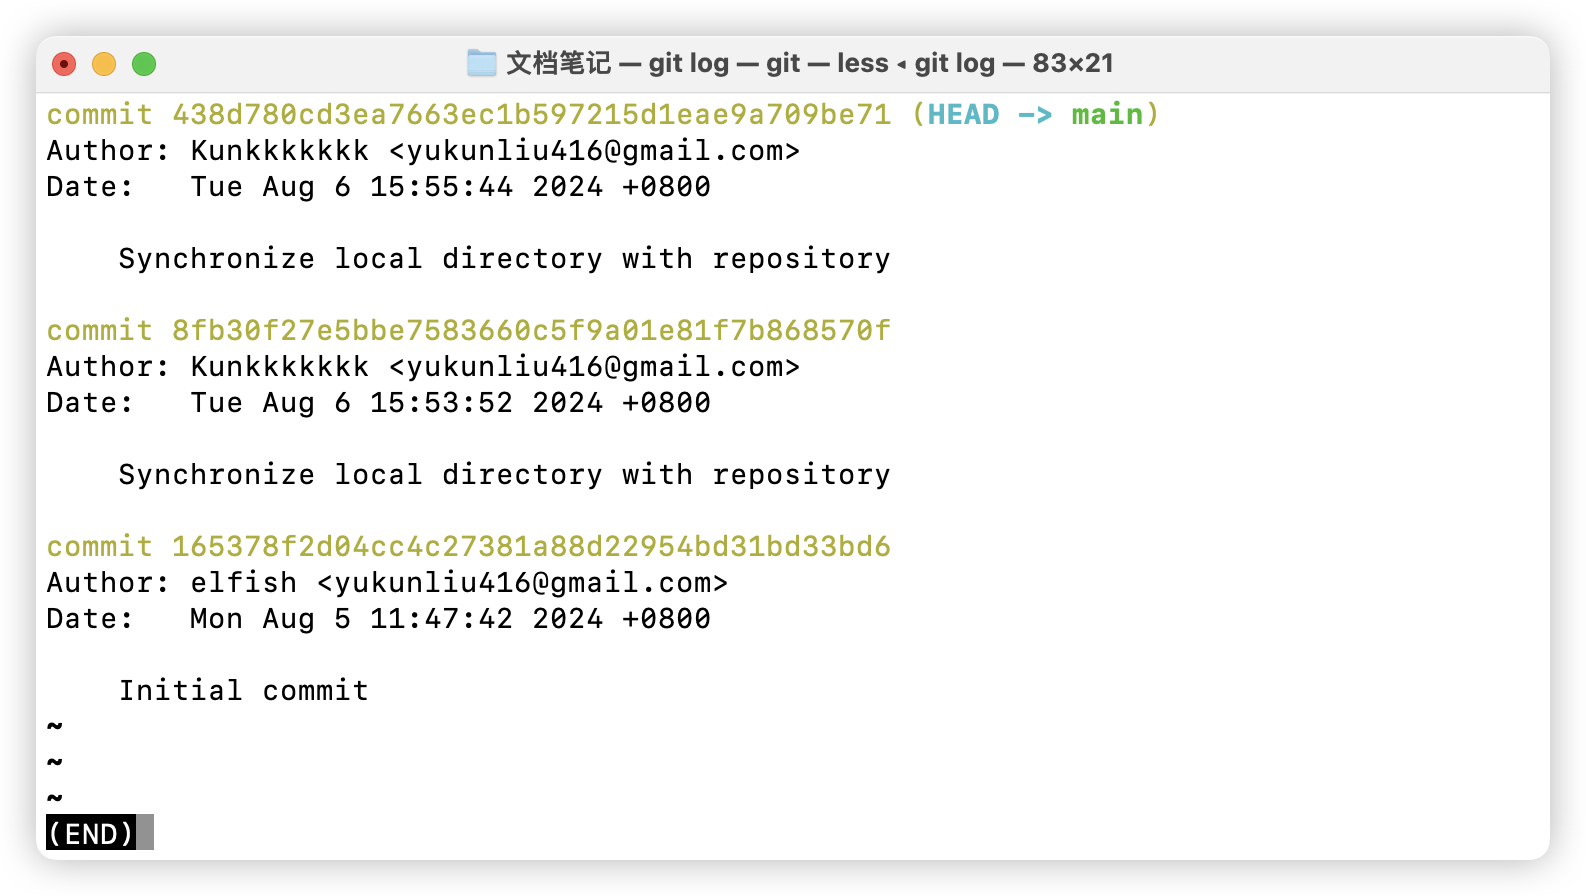 文档笔记 — git log — git — less ◂ git log — 83×21
commit 438d780cd3ea7663ec1b597215d1eae9a709be71 (HEAD -> main)
Author: Kunkkkkkkk <yukunliu416@gmail.com>
Date:   Tue Aug 6 15:55:44 2024 +0800
    Synchronize local directory with repository
commit 8fb30f27e5bbe7583660c5f9a01e81f7b868570f
Author: Kunkkkkkkk <yukunliu416@gmail.com>
Date:   Tue Aug 6 15:53:52 2024 +0800
    Synchronize local directory with repository
commit 165378f2d04cc4c27381a88d22954bd31bd33bd6
Author: elfish <yukunliu416@gmail.com>
Date:   Mon Aug 5 11:47:42 2024 +0800
    Initial commit
~
~
~
(END)